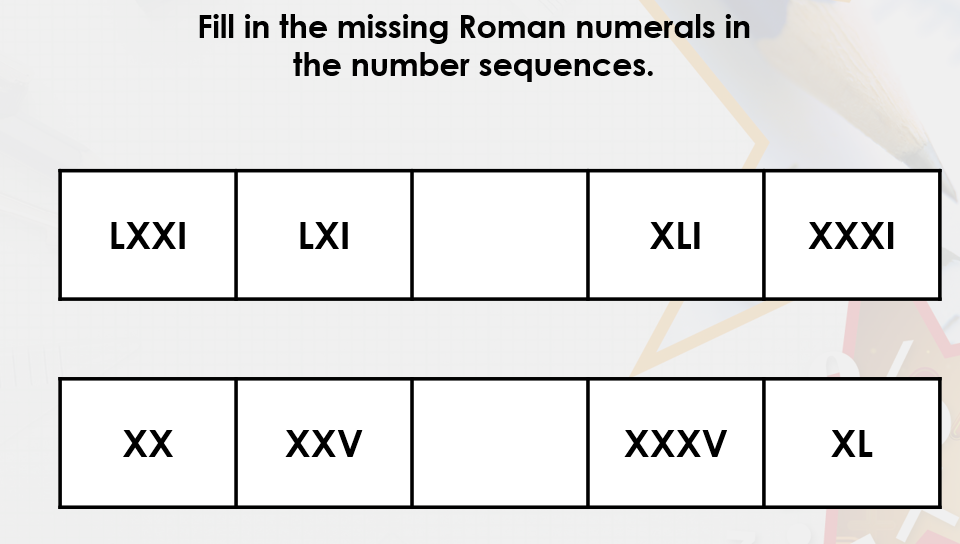 Fill in the missing Roman numerals in
the number sequences.
LXXI LXI XLI XXXI
XX XXV XXXV XL